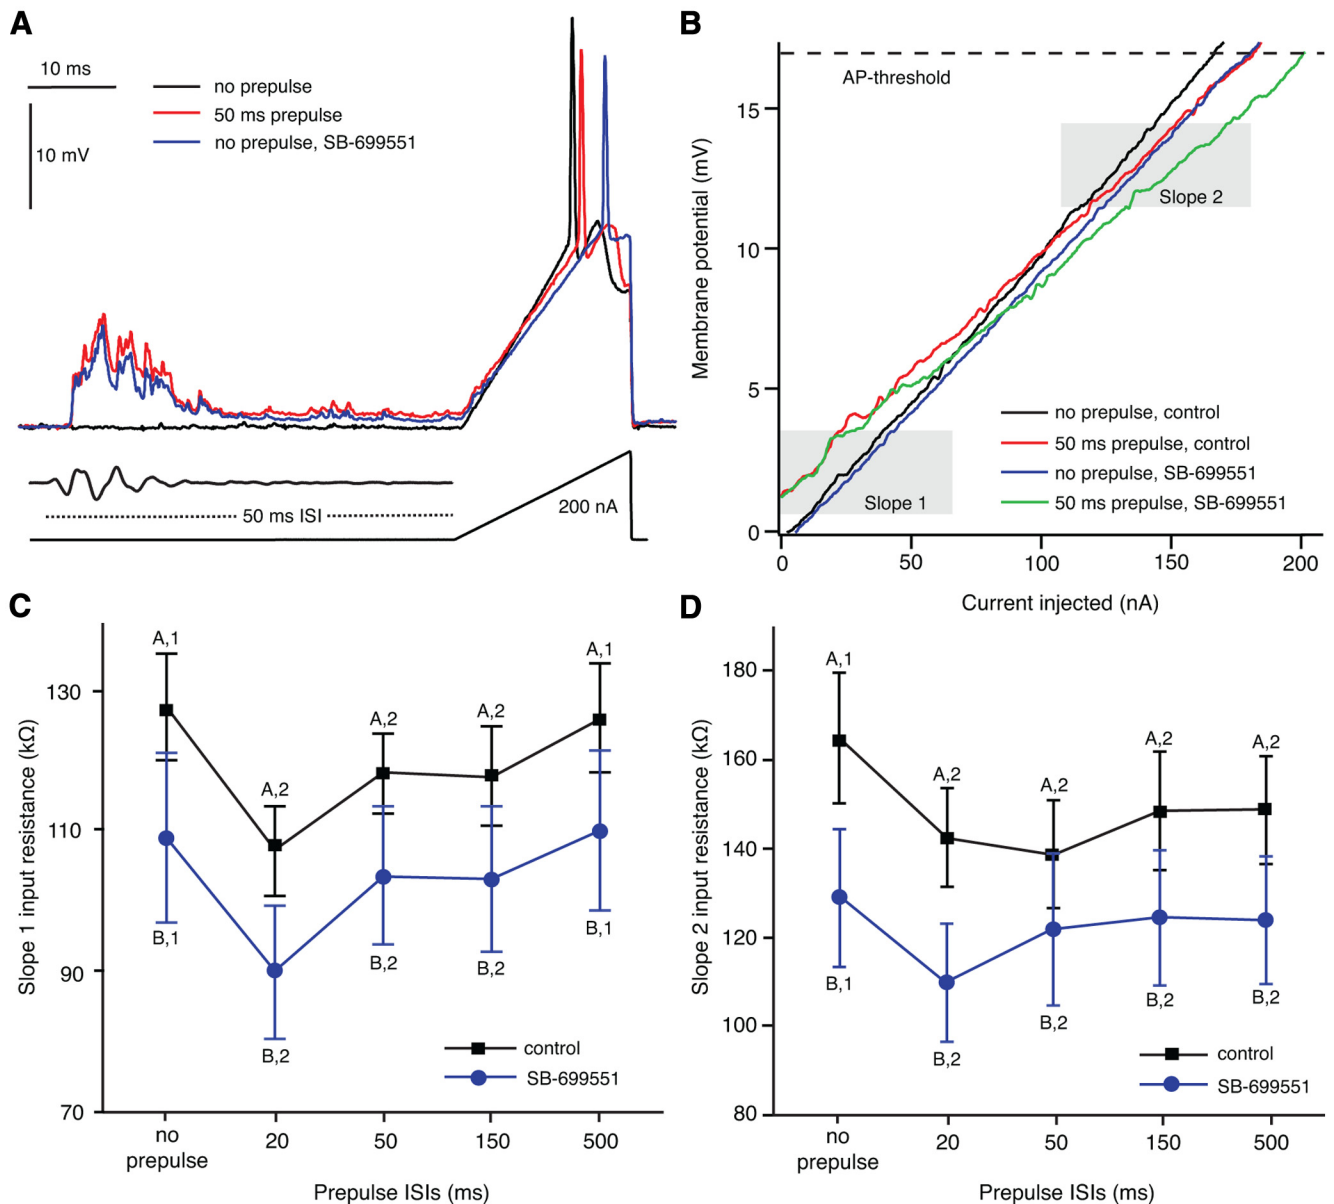 A
10 ms
10 mV
no prepulse
50 ms prepulse
no prepulse, SB-699551
50 ms ISI
200 nA
B
AP-threshold
Slope 2
Slope 1
no prepulse, control
50 ms prepulse, control
no prepulse, SB-699551
50 ms prepulse, SB-699551
Membrane potential (mV)
15
10
5
0
0 50 100 150 200
Current injected (nA)
C
Slope 1 input resistance (kΩ)
130
110
90
70
A,1
A,2
A,2
A,2
A,1
B,1
B,2
B,2
B,2
B,1
control
SB-699551
no prepulse
20 50 150 500
Prepulse ISIs (ms)
D
Slope 2 input resistance (kΩ)
180
160
140
120
100
80
A,1
A,2
A,2
A,2
A,2
B,1
B,2
B,2
B,2
B,2
control
SB-699551
no prepulse
20 50 150 500
Prepulse ISIs (ms)